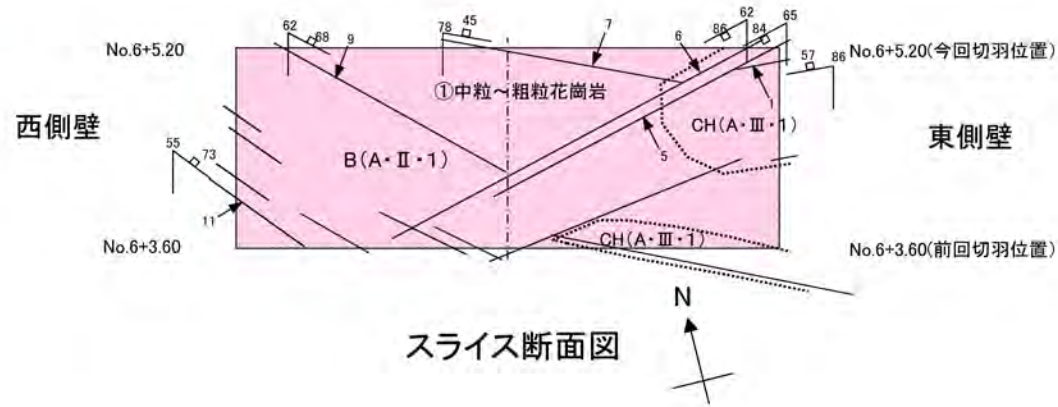 62
68
9
78
45
7
6
86
62
84
65
57
86
No.6+5.20
No.6+5.20(今回切羽位置)
①中粒～粗粒花崗岩
1
CH(A・Ⅲ・1)
西側壁
東側壁
B(A・Ⅱ・1)
5
55
73
11
No.6+3.60
CH(A・Ⅲ・1)
No.6+3.60(前回切羽位置)
N
スライス断面図